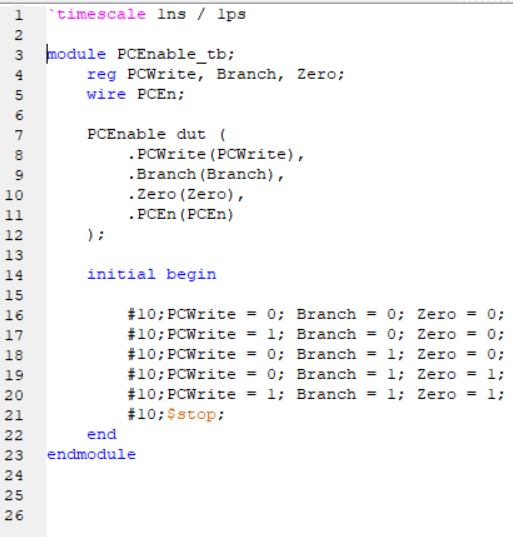 1 `timescale 1ns / 1ps
2
3 module PCEnable_tb;
4     reg PCWrite, Branch, Zero;
5     wire PCEn;
6
7     PCEnable dut (
8         .PCWrite(PCWrite),
9         .Branch(Branch),
10         .Zero(Zero),
11         .PCEn(PCEn)
12     );
13
14     initial begin
15
16         #10;PCWrite = 0; Branch = 0; Zero = 0;
17         #10;PCWrite = 1; Branch = 0; Zero = 0;
18         #10;PCWrite = 0; Branch = 1; Zero = 0;
19         #10;PCWrite = 0; Branch = 1; Zero = 1;
20         #10;PCWrite = 1; Branch = 1; Zero = 1;
21         #10;$stop;
22     end
23 endmodule
24
25
26